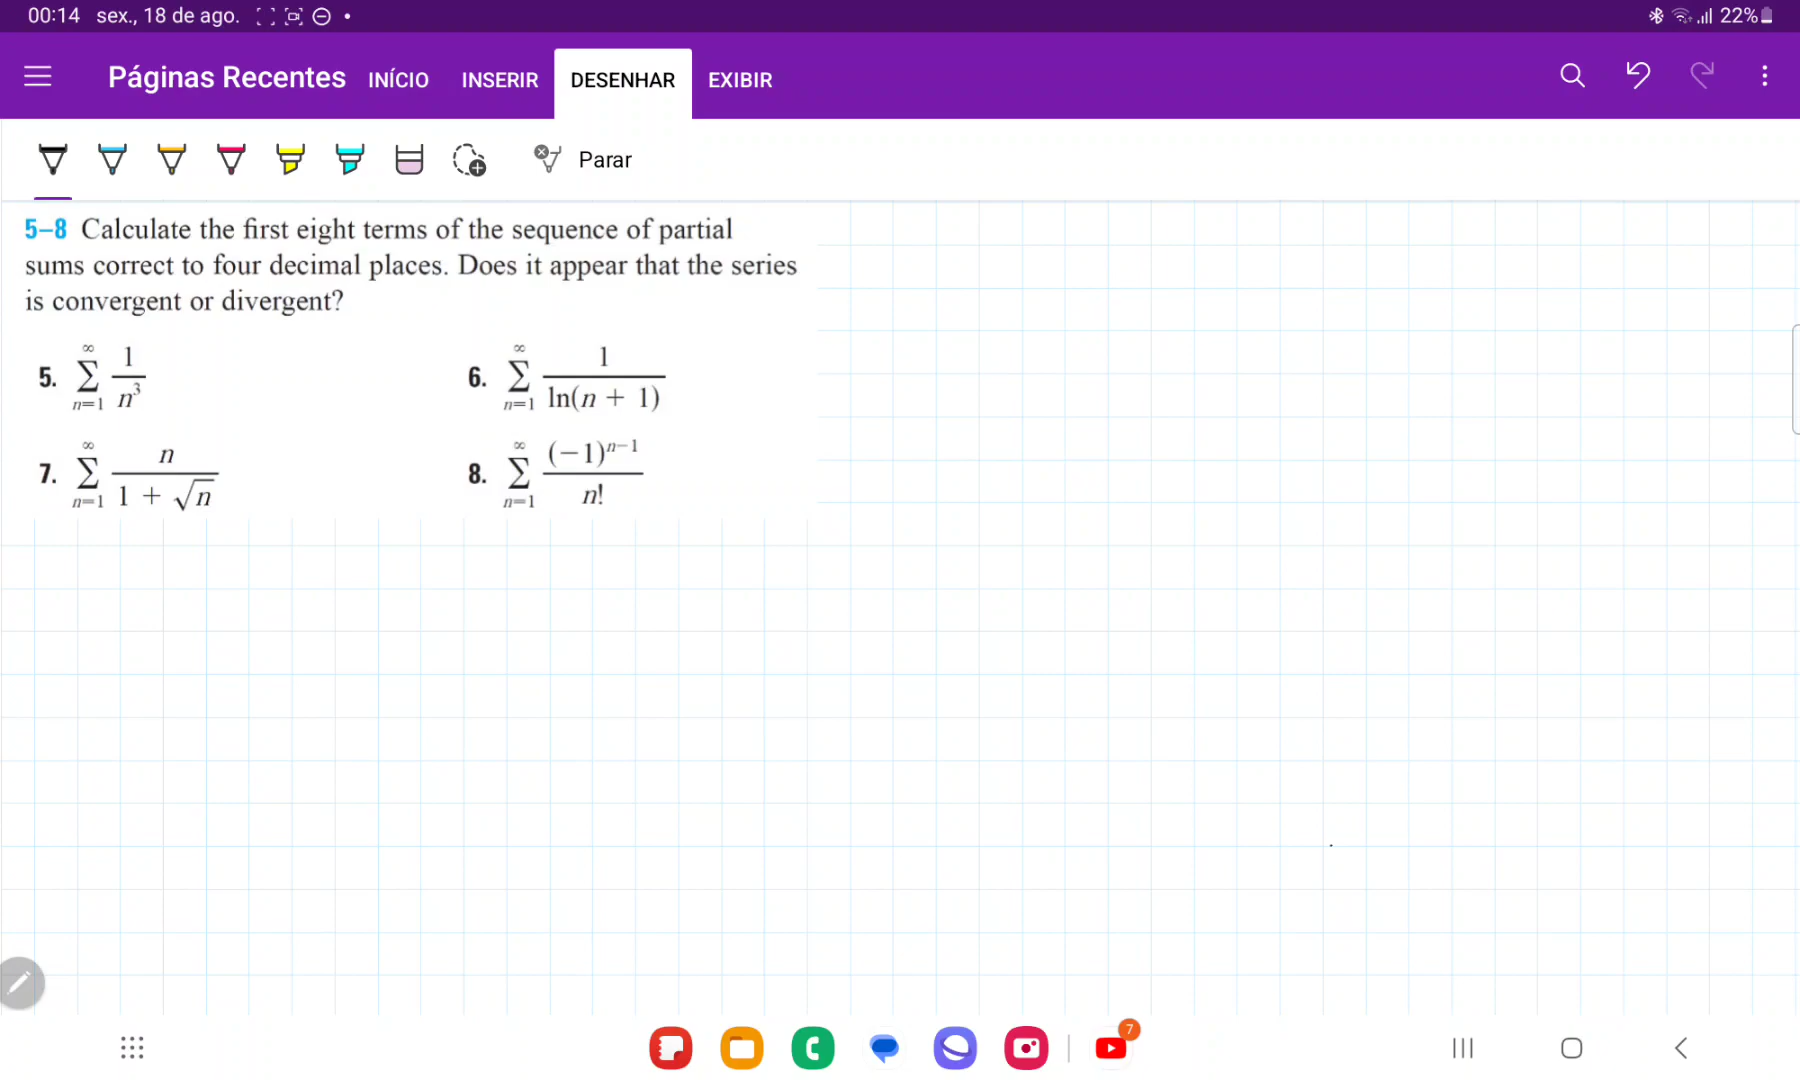 00:14 sex., 18 de ago. 22%
Páginas Recentes INÍCIO INSERIR DESENHAR EXIBIR
Parar
5–8 Calculate the first eight terms of the sequence of partial
sums correct to four decimal places. Does it appear that the series
is convergent or divergent?
5. ∑_{n=1}^{∞} 1/n³
6. ∑_{n=1}^{∞} 1/ln(n + 1)
7. ∑_{n=1}^{∞} n/(1 + √n)
8. ∑_{n=1}^{∞} (−1)^{n−1}/n!
7